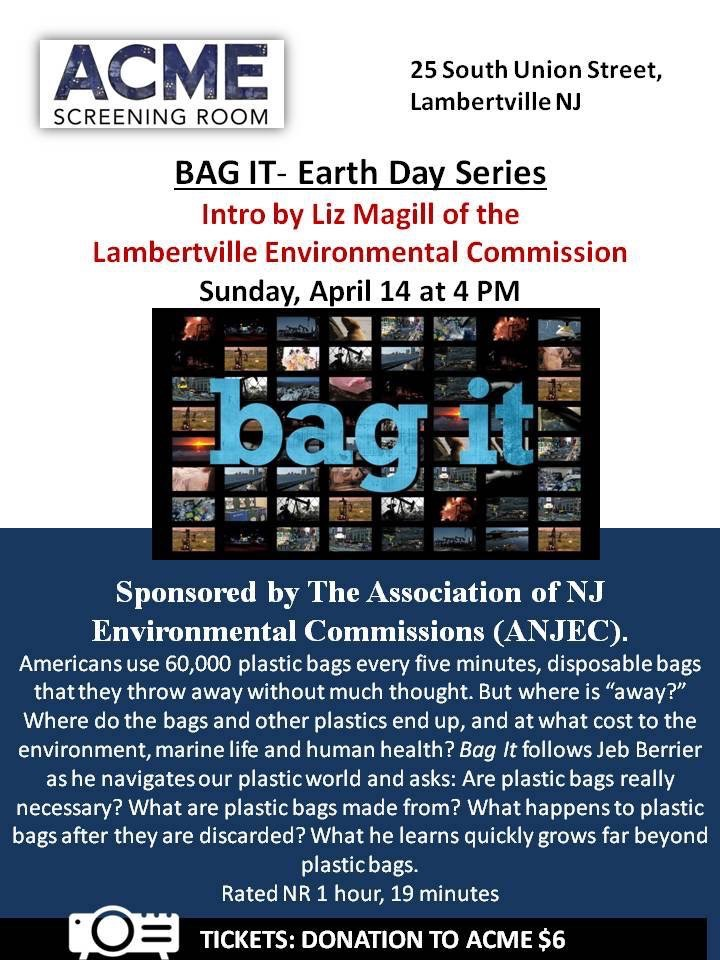 ACME
SCREENING ROOM
25 South Union Street,
Lambertville NJ
BAG IT- Earth Day Series
Intro by Liz Magill of the
Lambertville Environmental Commission
Sunday, April 14 at 4 PM
bag it
Sponsored by The Association of NJ
Environmental Commissions (ANJEC).
Americans use 60,000 plastic bags every five minutes, disposable bags
that they throw away without much thought. But where is “away?”
Where do the bags and other plastics end up, and at what cost to the
environment, marine life and human health? Bag It follows Jeb Berrier
as he navigates our plastic world and asks: Are plastic bags really
necessary? What are plastic bags made from? What happens to plastic
bags after they are discarded? What he learns quickly grows far beyond
plastic bags.
Rated NR 1 hour, 19 minutes
TICKETS: DONATION TO ACME $6